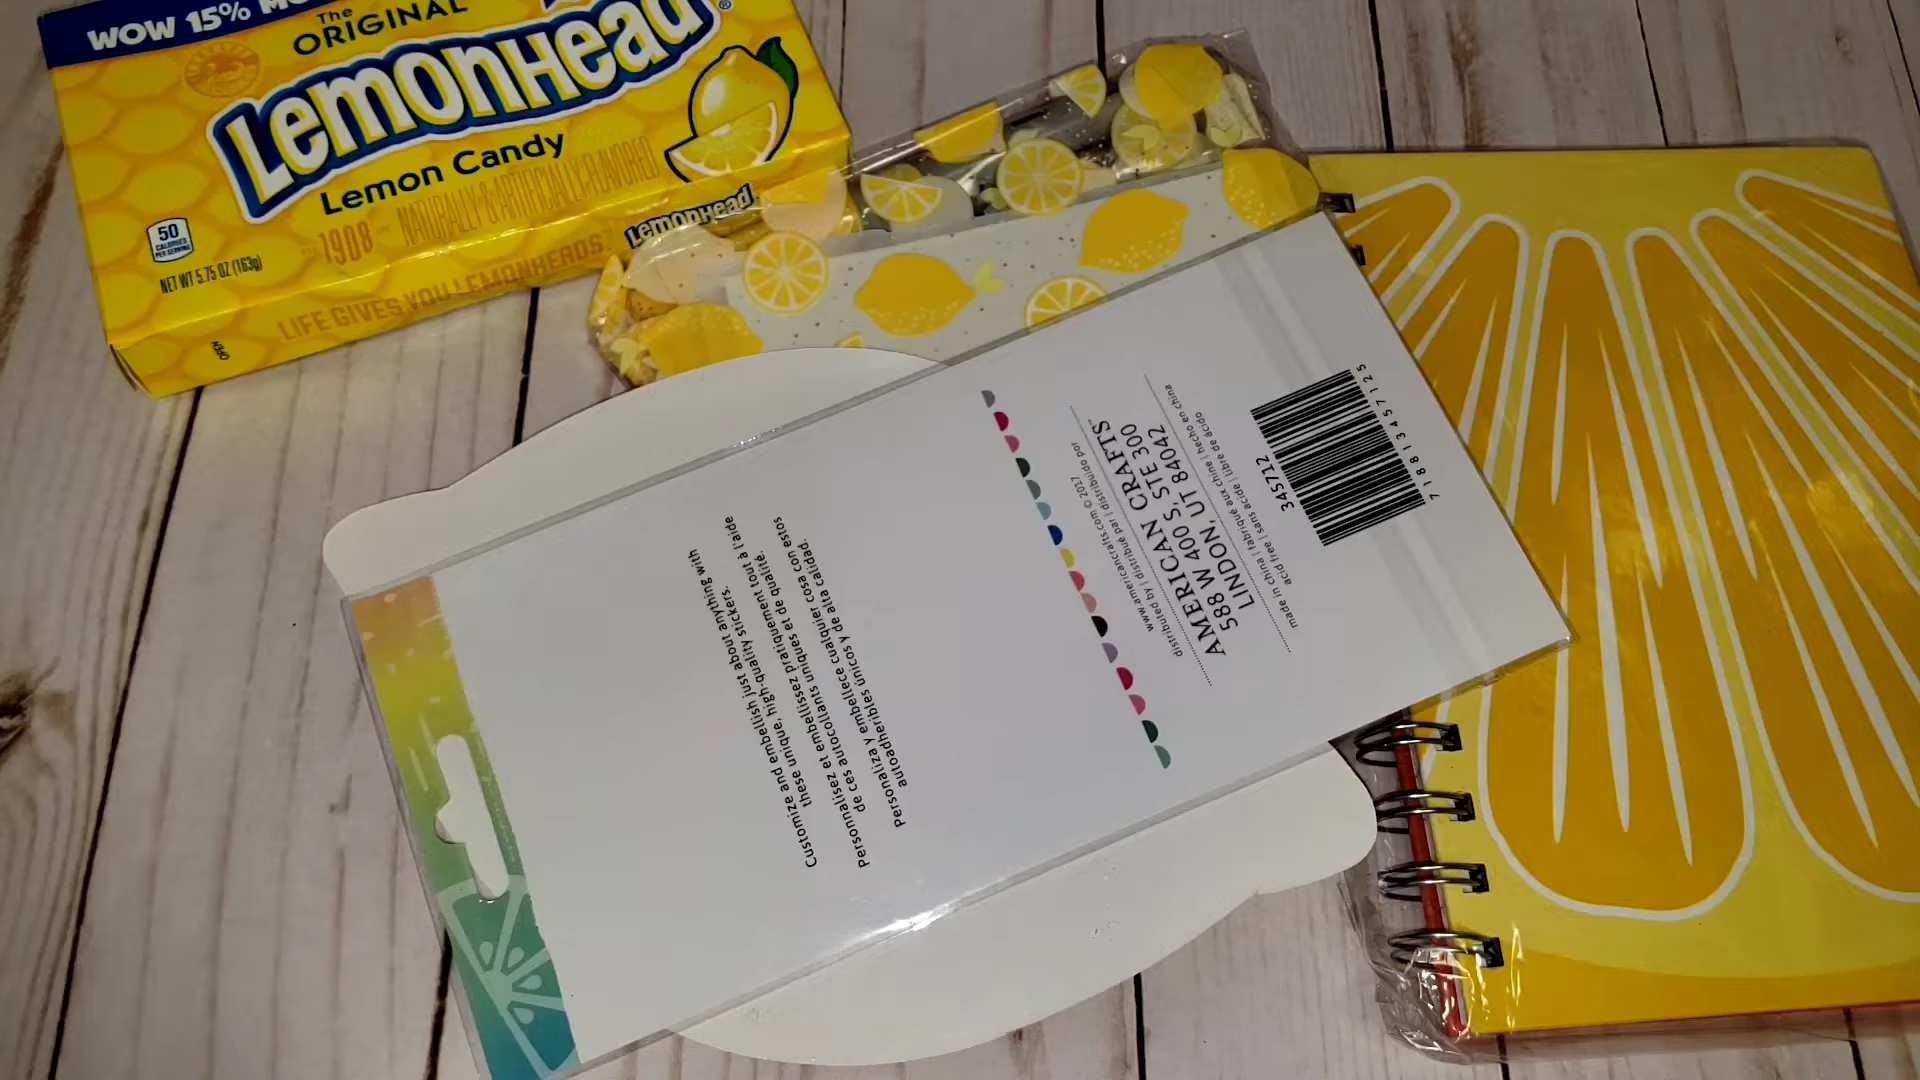 WOW 15% MO
The
ORIGINAL
Lemonhead®
Lemon Candy
NATURALLY & ARTIFICIALLY FLAVORED
1908
50
CALORIES
PER SERVING
NET WT 5.75 OZ (163g)
LEMONHEAD
LIFE GIVES YOU LEMONHEADS
OPEN
Customize and embellish just about anything with
these unique, high-quality stickers.
Personnalisez et embellissez pratiquement tout à l'aide
de ces autocollants uniques et de qualité.
Personaliza y embellece cualquier cosa con estos
autoadheribles únicos y de alta calidad.
www.americancrafts.com © 2017
distributed by | distribué par | distribuido por
AMERICAN CRAFTS™
588 W 400 S, STE 300
LINDON, UT 84042
made in china | fabriqué aux chine | hecho en china
acid free | sans acide | libre de ácido
345712
7 18813 45712 5